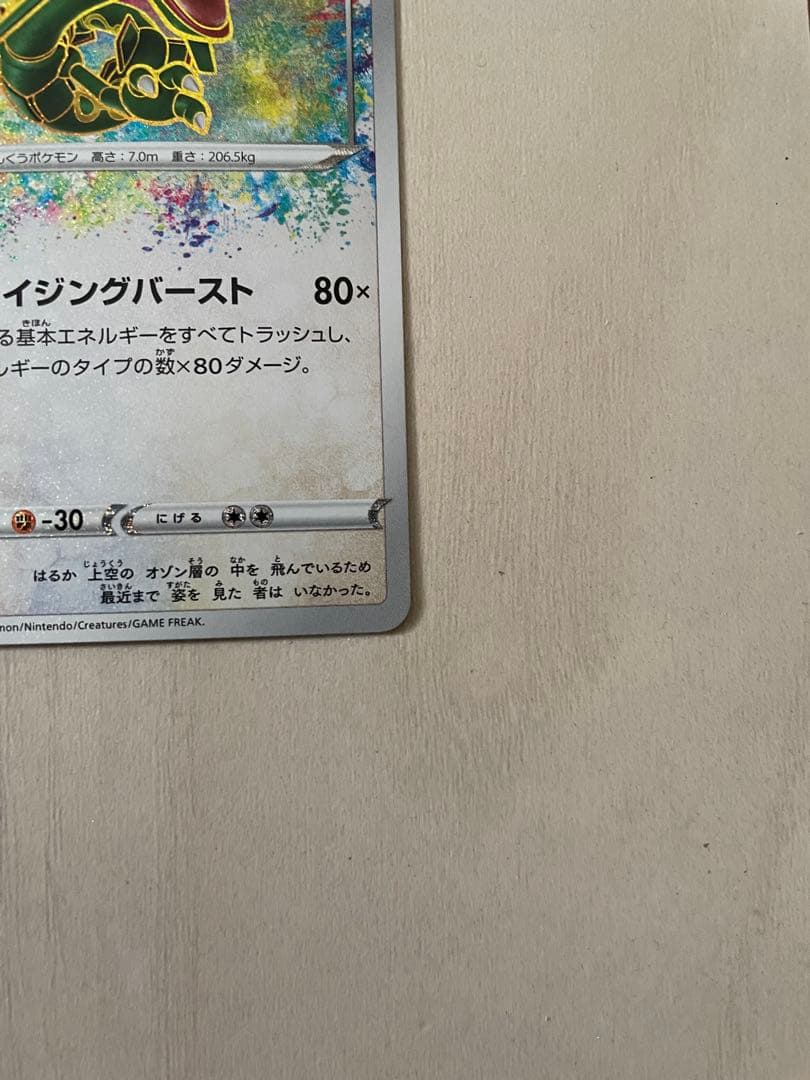 くうポケモン 高さ:7.0m 重さ:206.5kg
イジングバースト 80×
る基本エネルギーをすべてトラッシュし、
ルギーのタイプの数×80ダメージ。
-30 にげる
はるか 上空の オゾン層の 中を 飛んでいるため
最近まで 姿を 見た 者は いなかった。
mon/Nintendo/Creatures/GAME FREAK.